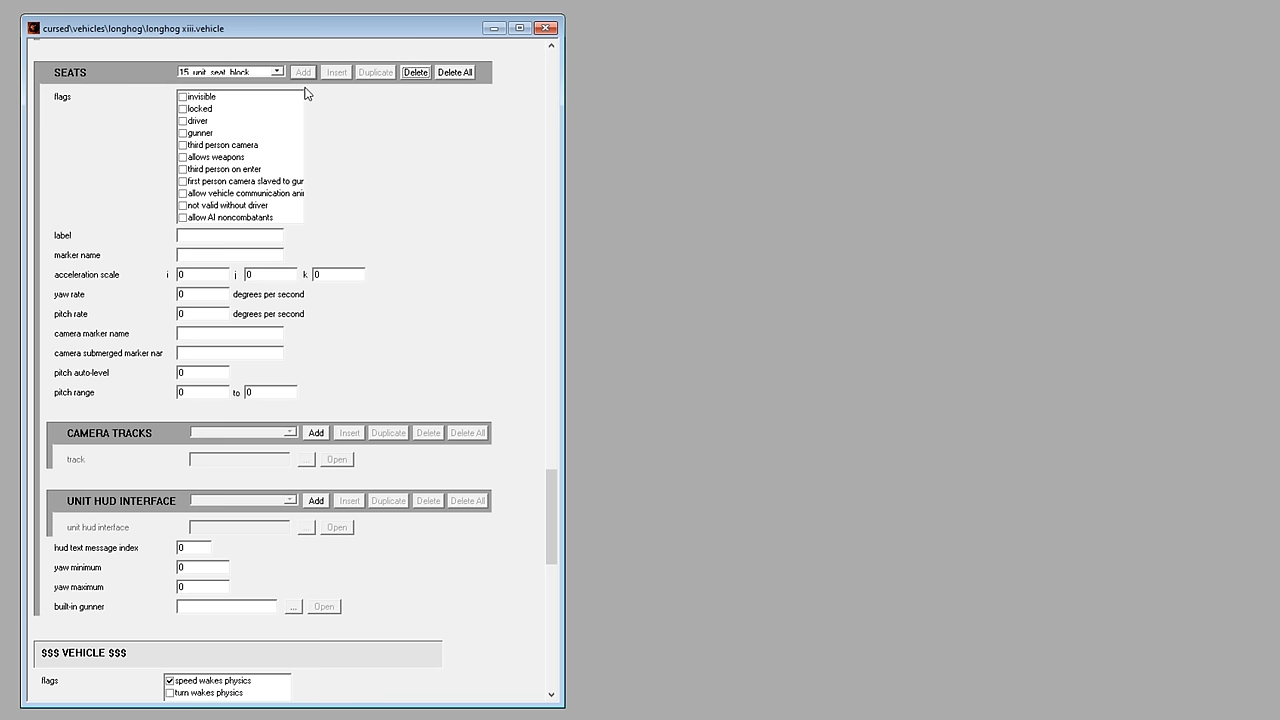 cursed\vehicles\longhog\longhog xiii.vehicle
SEATS 15 unit seat block Add Insert Duplicate Delete Delete All
flags
invisible
locked
driver
gunner
third person camera
allows weapons
third person on enter
first person camera slaved to gur
allow vehicle communication ani
not valid without driver
allow AI noncombatants
label
marker name
acceleration scale i 0 j 0 k 0
yaw rate 0 degrees per second
pitch rate 0 degrees per second
camera marker name
camera submerged marker nar
pitch auto-level 0
pitch range 0 to 0
CAMERA TRACKS Add Insert Duplicate Delete Delete All
track ... Open
UNIT HUD INTERFACE Add Insert Duplicate Delete Delete All
unit hud interface ... Open
hud text message index 0
yaw minimum 0
yaw maximum 0
built-in gunner ... Open
$$$ VEHICLE $$$
flags speed wakes physics
turn wakes physics